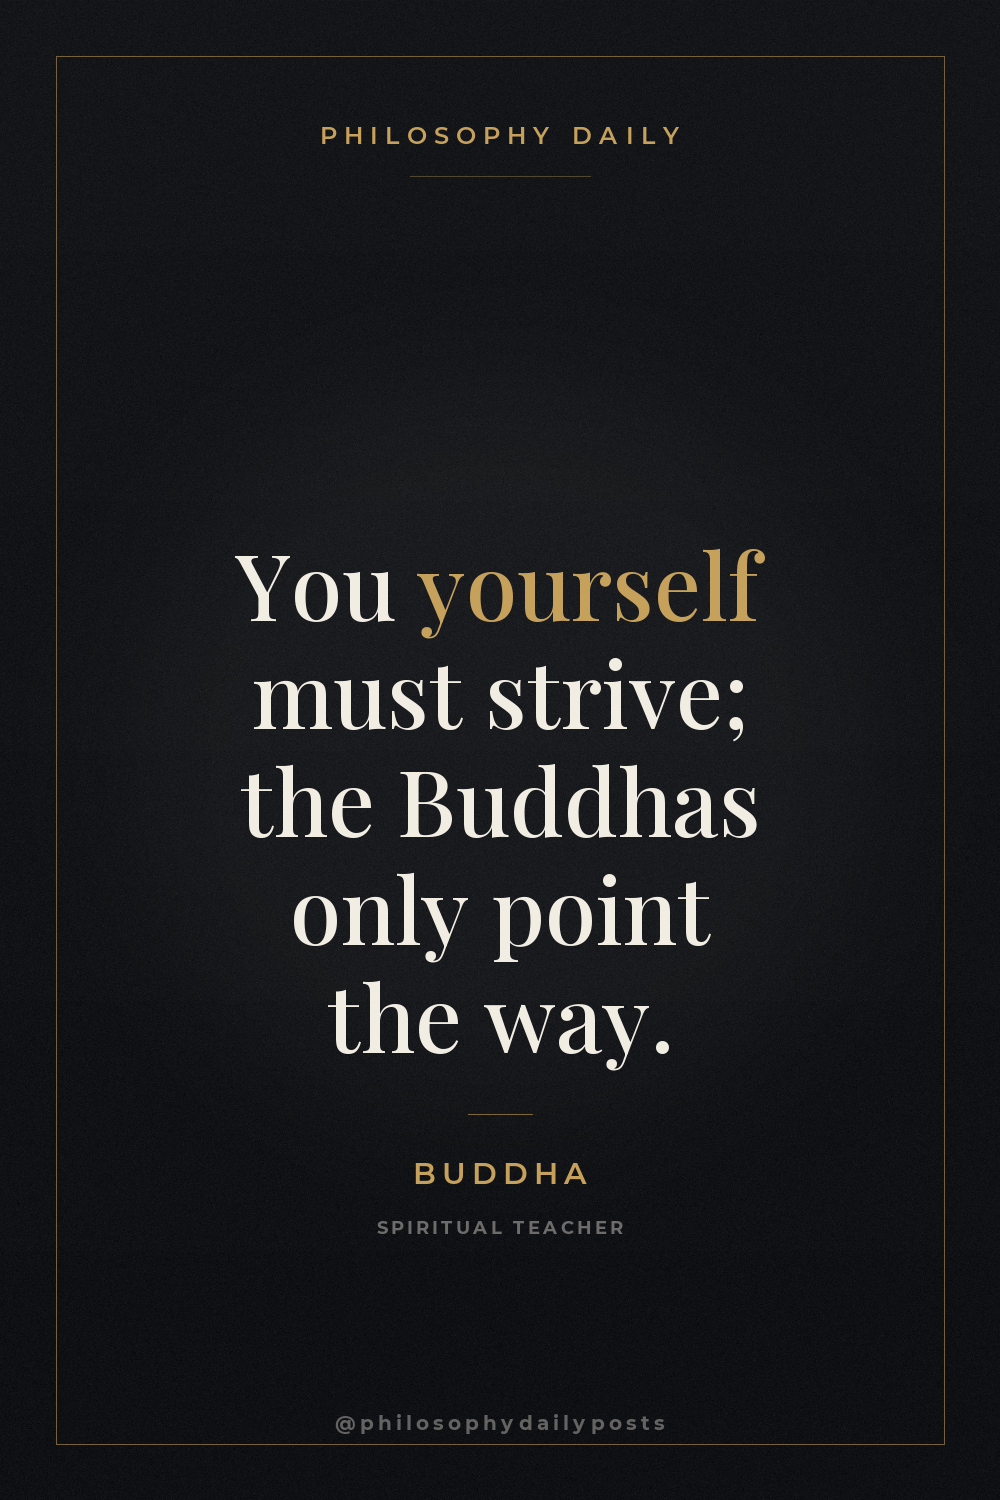 PHILOSOPHY DAILY
You yourself
must strive;
the Buddhas
only point
the way.
BUDDHA
SPIRITUAL TEACHER
@philosophydailyposts